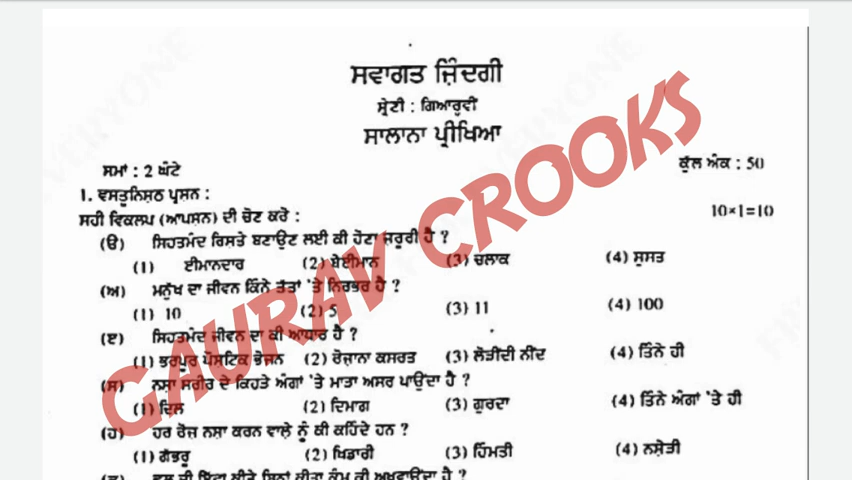 ਸਵਾਗਤ ਜ਼ਿੰਦਗੀ
ਸ਼੍ਰੇਣੀ : ਗਿਆਰ੍ਹਵੀਂ
ਸਾਲਾਨਾ ਪ੍ਰੀਖਿਆ
ਸਮਾਂ : 2 ਘੰਟੇ ਕੁੱਲ ਅੰਕ : 50
1. ਵਸਤੂਨਿਸ਼ਠ ਪ੍ਰਸ਼ਨ :
ਸਹੀ ਵਿਕਲਪ (ਆਪਸ਼ਨ) ਦੀ ਚੋਣ ਕਰੋ : 10×1=10
(ੳ) ਸਿਹਤਮੰਦ ਰਿਸ਼ਤੇ ਬਣਾਉਣ ਲਈ ਕੀ ਹੋਣਾ ਜ਼ਰੂਰੀ ਹੈ ?
(1) ਈਮਾਨਦਾਰ (2) ਬੇਈਮਾਨ (3) ਚਲਾਕ (4) ਸੁਸਤ
(ਅ) ਮਨੁੱਖ ਦਾ ਜੀਵਨ ਕਿੰਨੇ ਤੱਤਾਂ 'ਤੇ ਨਿਰਭਰ ਹੈ ?
(1) 10 (2) 5 (3) 11 (4) 100
(ੲ) ਸਿਹਤਮੰਦ ਜੀਵਨ ਦਾ ਕੀ ਆਧਾਰ ਹੈ ?
(1) ਭਰਪੂਰ ਪੌਸ਼ਟਿਕ ਭੋਜਨ (2) ਰੋਜ਼ਾਨਾ ਕਸਰਤ (3) ਲੋੜੀਂਦੀ ਨੀਂਦ (4) ਤਿੰਨੇ ਹੀ
(ਸ) ਨਸ਼ਾ ਸਰੀਰ ਦੇ ਕਿਹੜੇ ਅੰਗਾਂ 'ਤੇ ਮਾੜਾ ਅਸਰ ਪਾਉਂਦਾ ਹੈ ?
(1) ਦਿਲ (2) ਦਿਮਾਗ (3) ਗੁਰਦਾ (4) ਤਿੰਨੇ ਅੰਗਾਂ 'ਤੇ ਹੀ
(ਹ) ਹਰ ਰੋਜ਼ ਨਸ਼ਾ ਕਰਨ ਵਾਲੇ ਨੂੰ ਕੀ ਕਹਿੰਦੇ ਹਨ ?
(1) ਗੱਭਰੂ (2) ਖਿਡਾਰੀ (3) ਹਿੰਮਤੀ (4) ਨਸ਼ੇੜੀ
GAURAV CROOKS